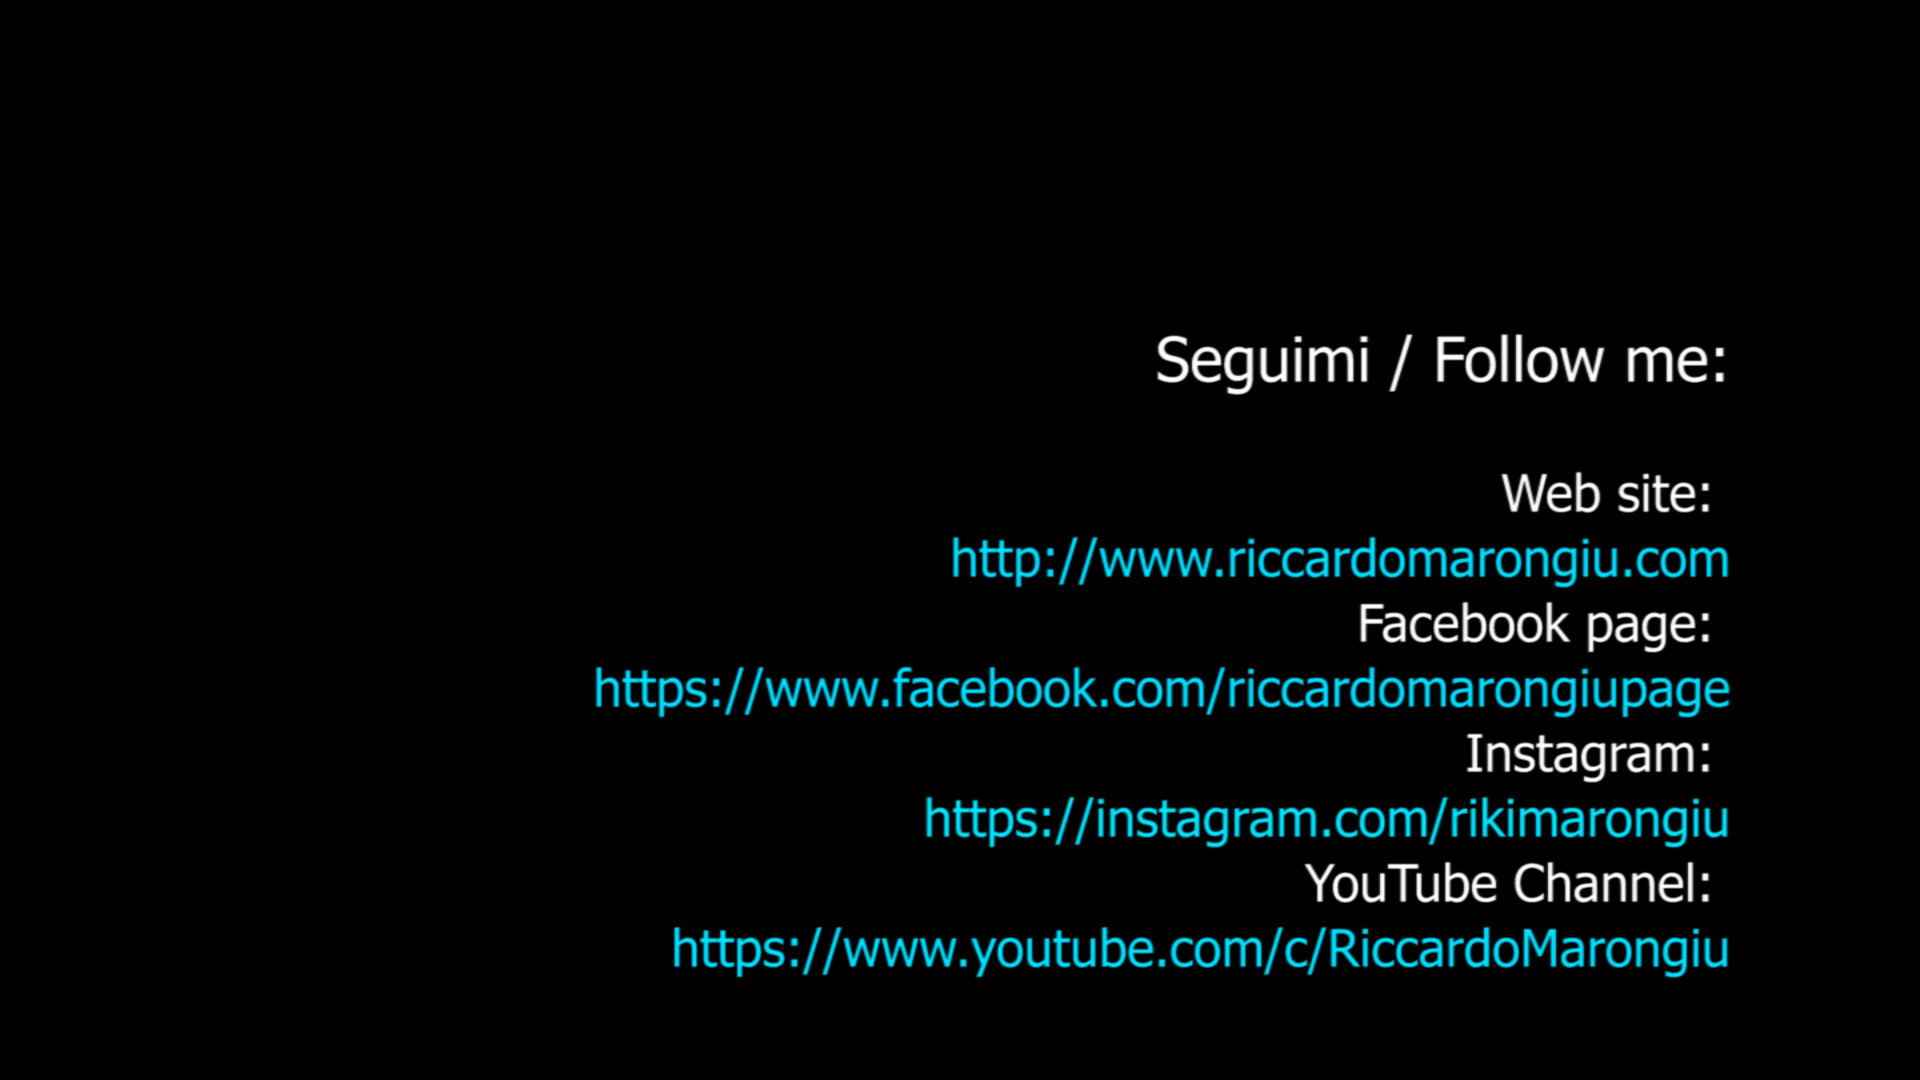 Seguimi / Follow me:
Web site:
http://www.riccardomarongiu.com
Facebook page:
https://www.facebook.com/riccardomarongiupage
Instagram:
https://instagram.com/rikimarongiu
YouTube Channel:
https://www.youtube.com/c/RiccardoMarongiu